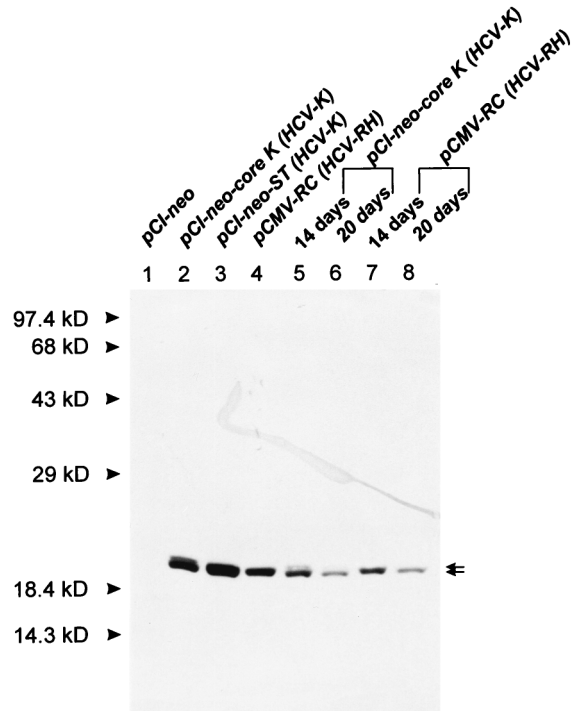 pCI-neo
pCI-neo-core K (HCV-K)
pCI-neo-ST (HCV-K)
pCMV-RC (HCV-RH)
14 days
20 days
pCI-neo-core K (HCV-K)
14 days
20 days
pCMV-RC (HCV-RH)
1 2 3 4 5 6 7 8
97.4 kD
68 kD
43 kD
29 kD
18.4 kD
14.3 kD